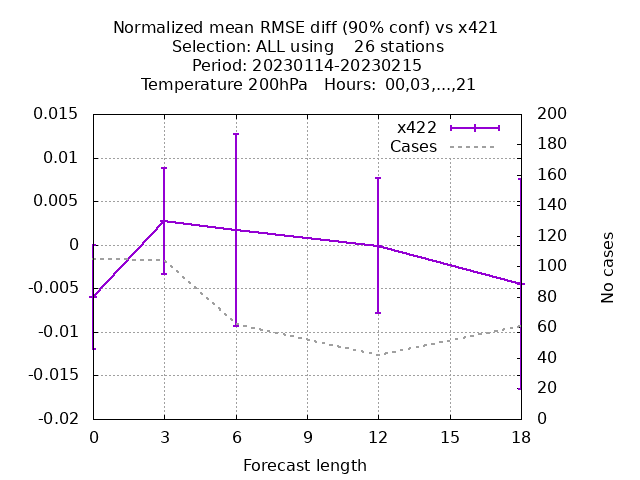 Normalized mean RMSE diff (90% conf) vs x421
Selection: ALL using    26 stations
Period: 20230114-20230215
Temperature 200hPa   Hours: 00,03,...,21
0.015
0.01
0.005
0
-0.005
-0.01
-0.015
-0.02
x422
Cases
200
180
160
140
120
100
80
60
40
20
0
No cases
0 3 6 9 12 15 18
Forecast length